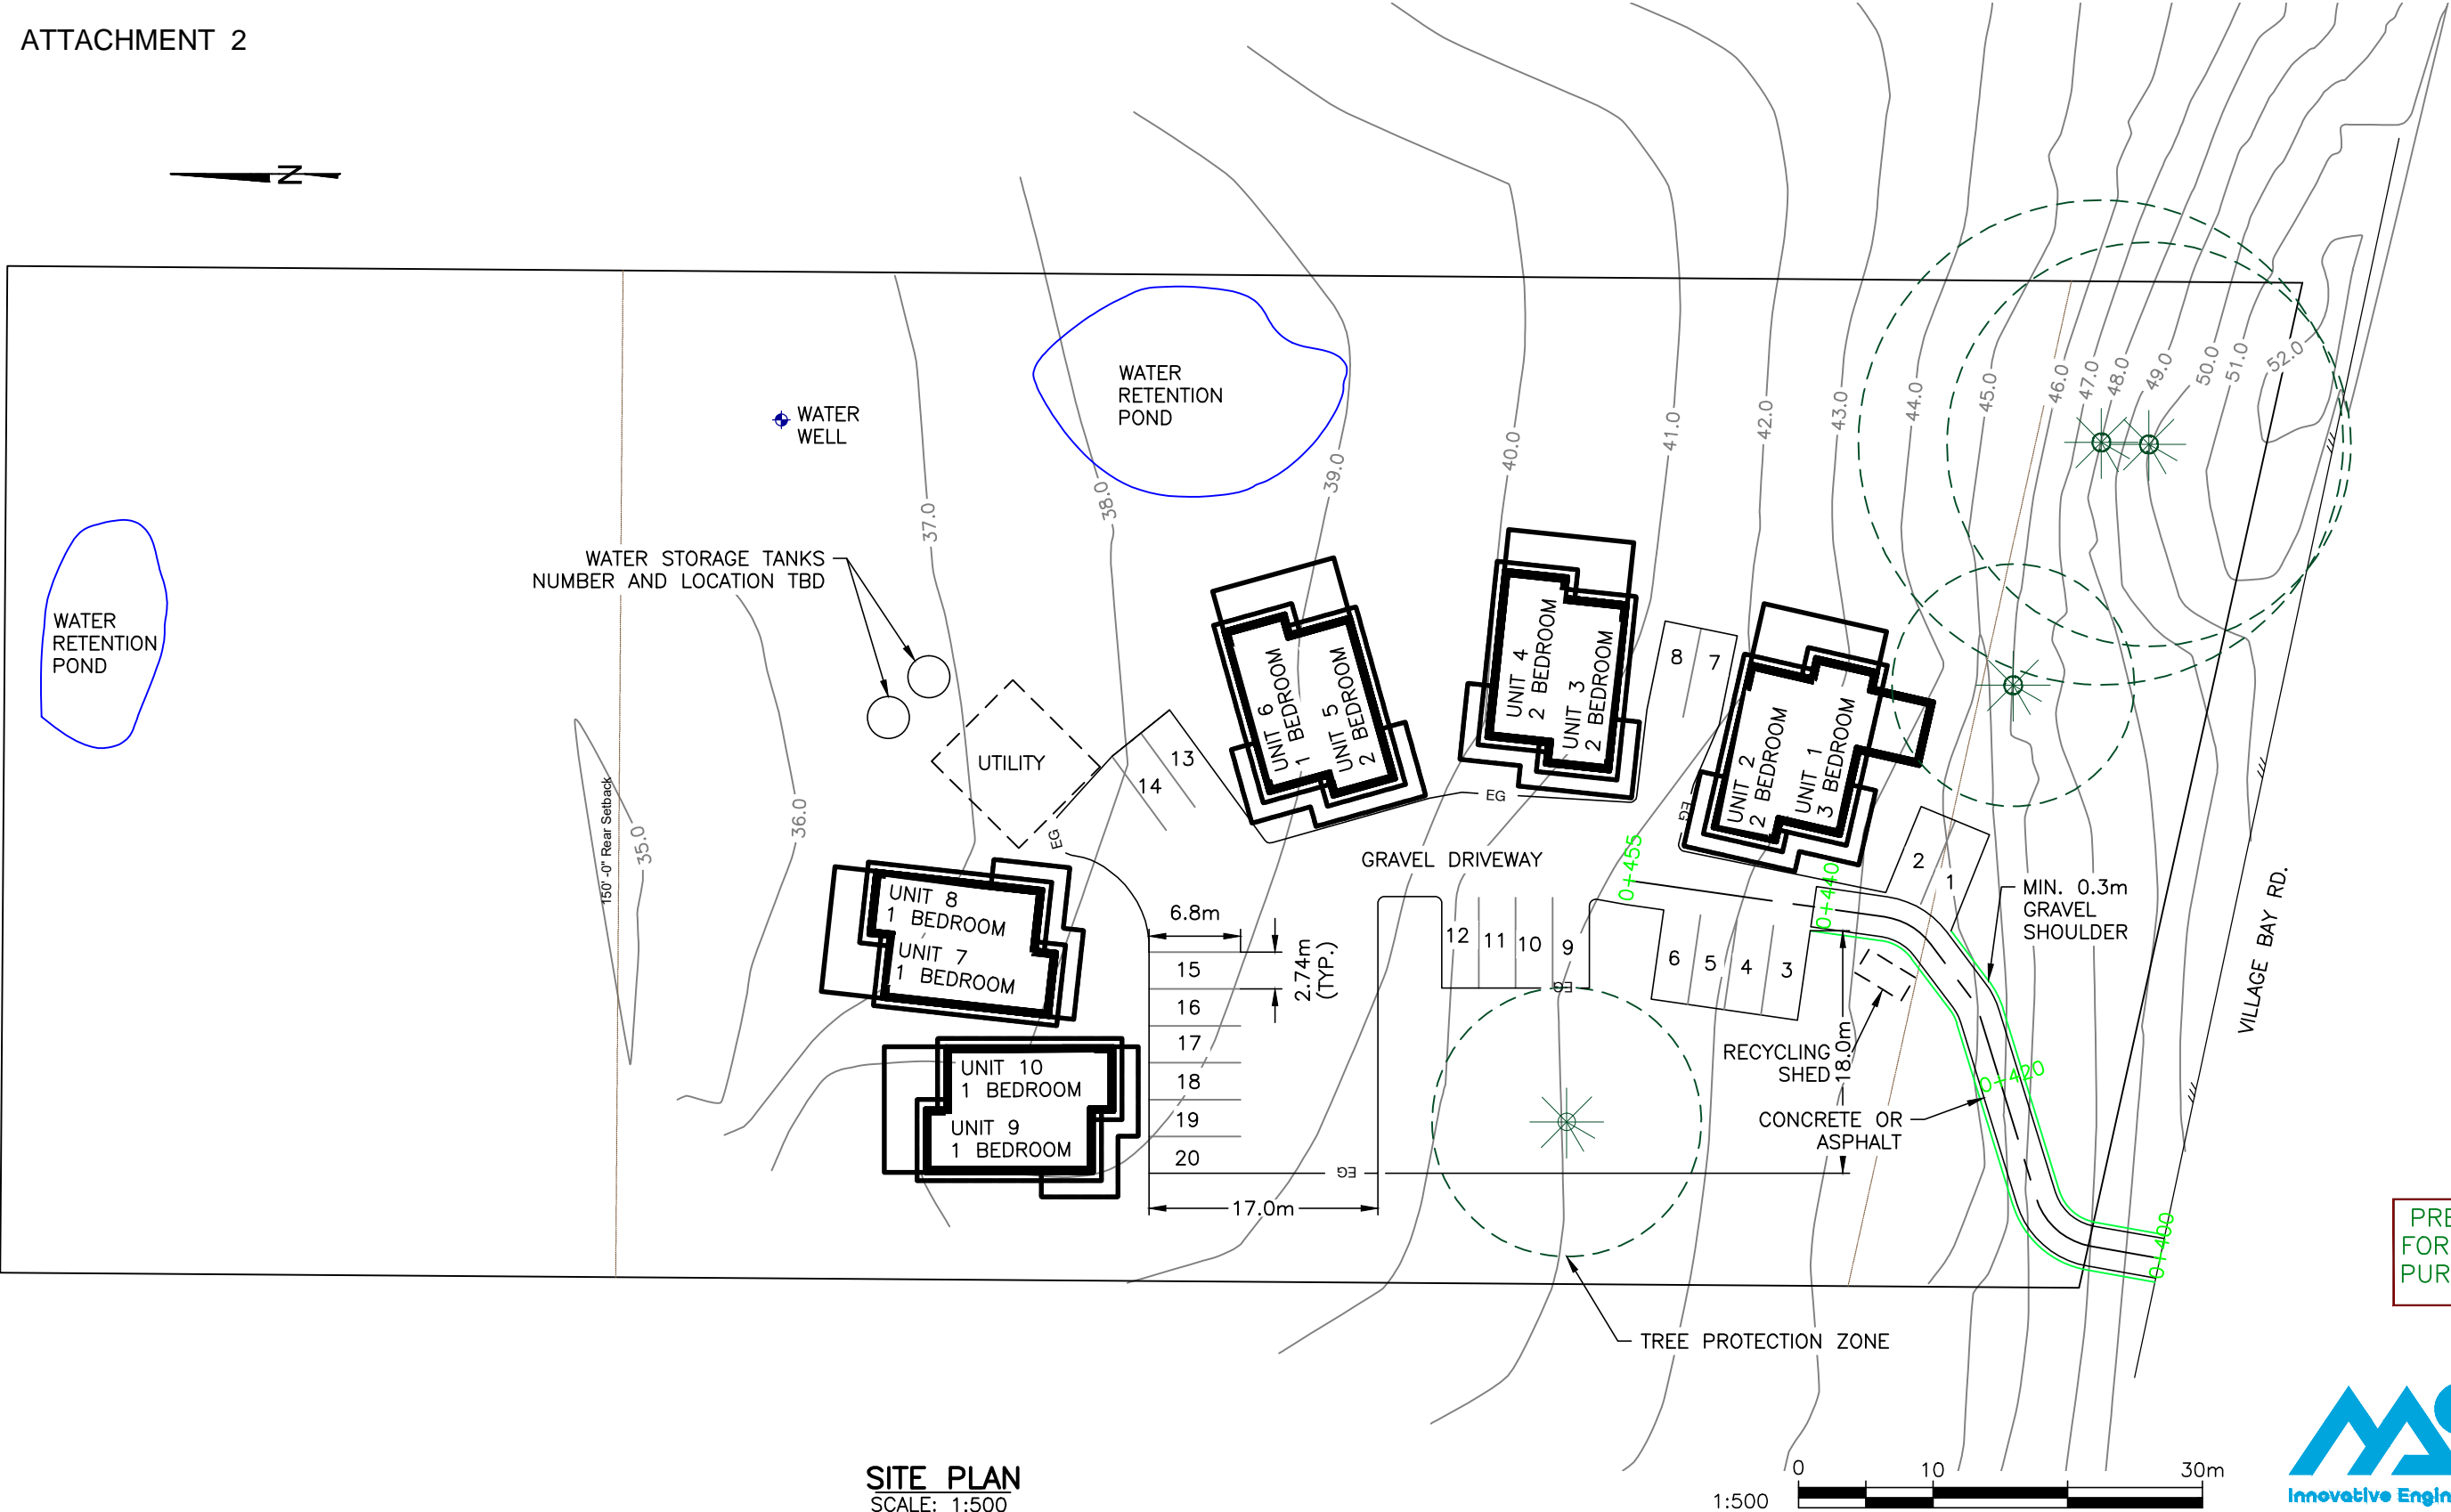 ATTACHMENT 2
N
WATER
RETENTION
POND
WATER
WELL
WATER STORAGE TANKS
NUMBER AND LOCATION TBD
WATER
RETENTION
POND
150'-0" Rear Setback
35.0
36.0
37.0
38.0
39.0
40.0
41.0
42.0
43.0
44.0
45.0
46.0
47.0
48.0
49.0
50.0
51.0
52.0
UTILITY
EG
14
13
UNIT 6
1 BEDROOM
UNIT 5
2 BEDROOM
UNIT 4
2 BEDROOM
UNIT 3
2 BEDROOM
8
7
UNIT 2
2 BEDROOM
UNIT 1
3 BEDROOM
EG
EG
GRAVEL DRIVEWAY
0+455
0+440
2
1
MIN. 0.3m
GRAVEL
SHOULDER
UNIT 8
1 BEDROOM
UNIT 7
1 BEDROOM
6.8m
2.74m
(TYP.)
15
16
17
18
19
20
12
11
10
9
EG
6
5
4
3
UNIT 10
1 BEDROOM
UNIT 9
1 BEDROOM
RECYCLING
SHED
18.0m
0+420
CONCRETE OR
ASPHALT
EG
17.0m
0+400
VILLAGE BAY RD.
TREE PROTECTION ZONE
PRE
FOR
PUR
SITE PLAN
SCALE: 1:500
1:500
0
10
30m
Innovative Engin